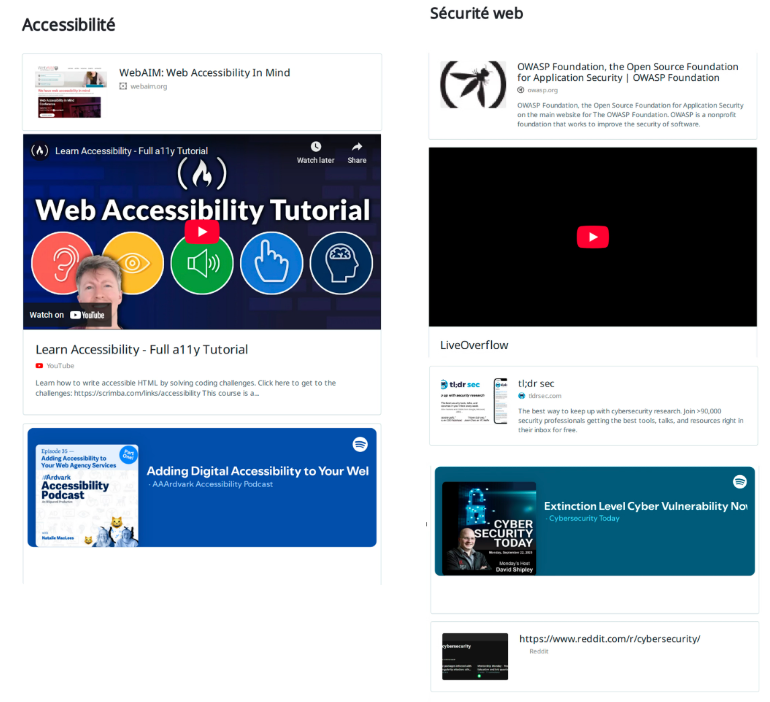 Accessibilité
WebAIM: Web Accessibility In Mind
webaim.org
Learn Accessibility - Full a11y Tutorial
Watch later
Share
Web Accessibility Tutorial
Watch on YouTube
Learn Accessibility - Full a11y Tutorial
YouTube
Learn how to write accessible HTML by solving coding challenges. Click here to get to the
challenges: https://scrimba.com/links/accessibility This course is a...
Episode 30 —
Adding Accessibility to
Your Web Agency Services
Accessibility
Podcast
with
Natalie MacLees
Adding Digital Accessibility to Your Wel
- AAArdvark Accessibility Podcast
Sécurité web
OWASP Foundation, the Open Source Foundation
for Application Security | OWASP Foundation
owasp.org
OWASP Foundation, the Open Source Foundation for Application Security
on the main website for The OWASP Foundation. OWASP is a nonprofit
foundation that works to improve the security of software.
LiveOverflow
tl;dr sec
tl;dr sec
tldrsec.com
The best way to keep up with cybersecurity research. Join >90,000
security professionals getting the best tools, talks, and resources right in
their inbox for free.
CYBER
SECURITY
TODAY
Monday's Host
David Shipley
Extinction Level Cyber Vulnerability Nov
- Cybersecurity Today
cybersecurity
https://www.reddit.com/r/cybersecurity/
Reddit